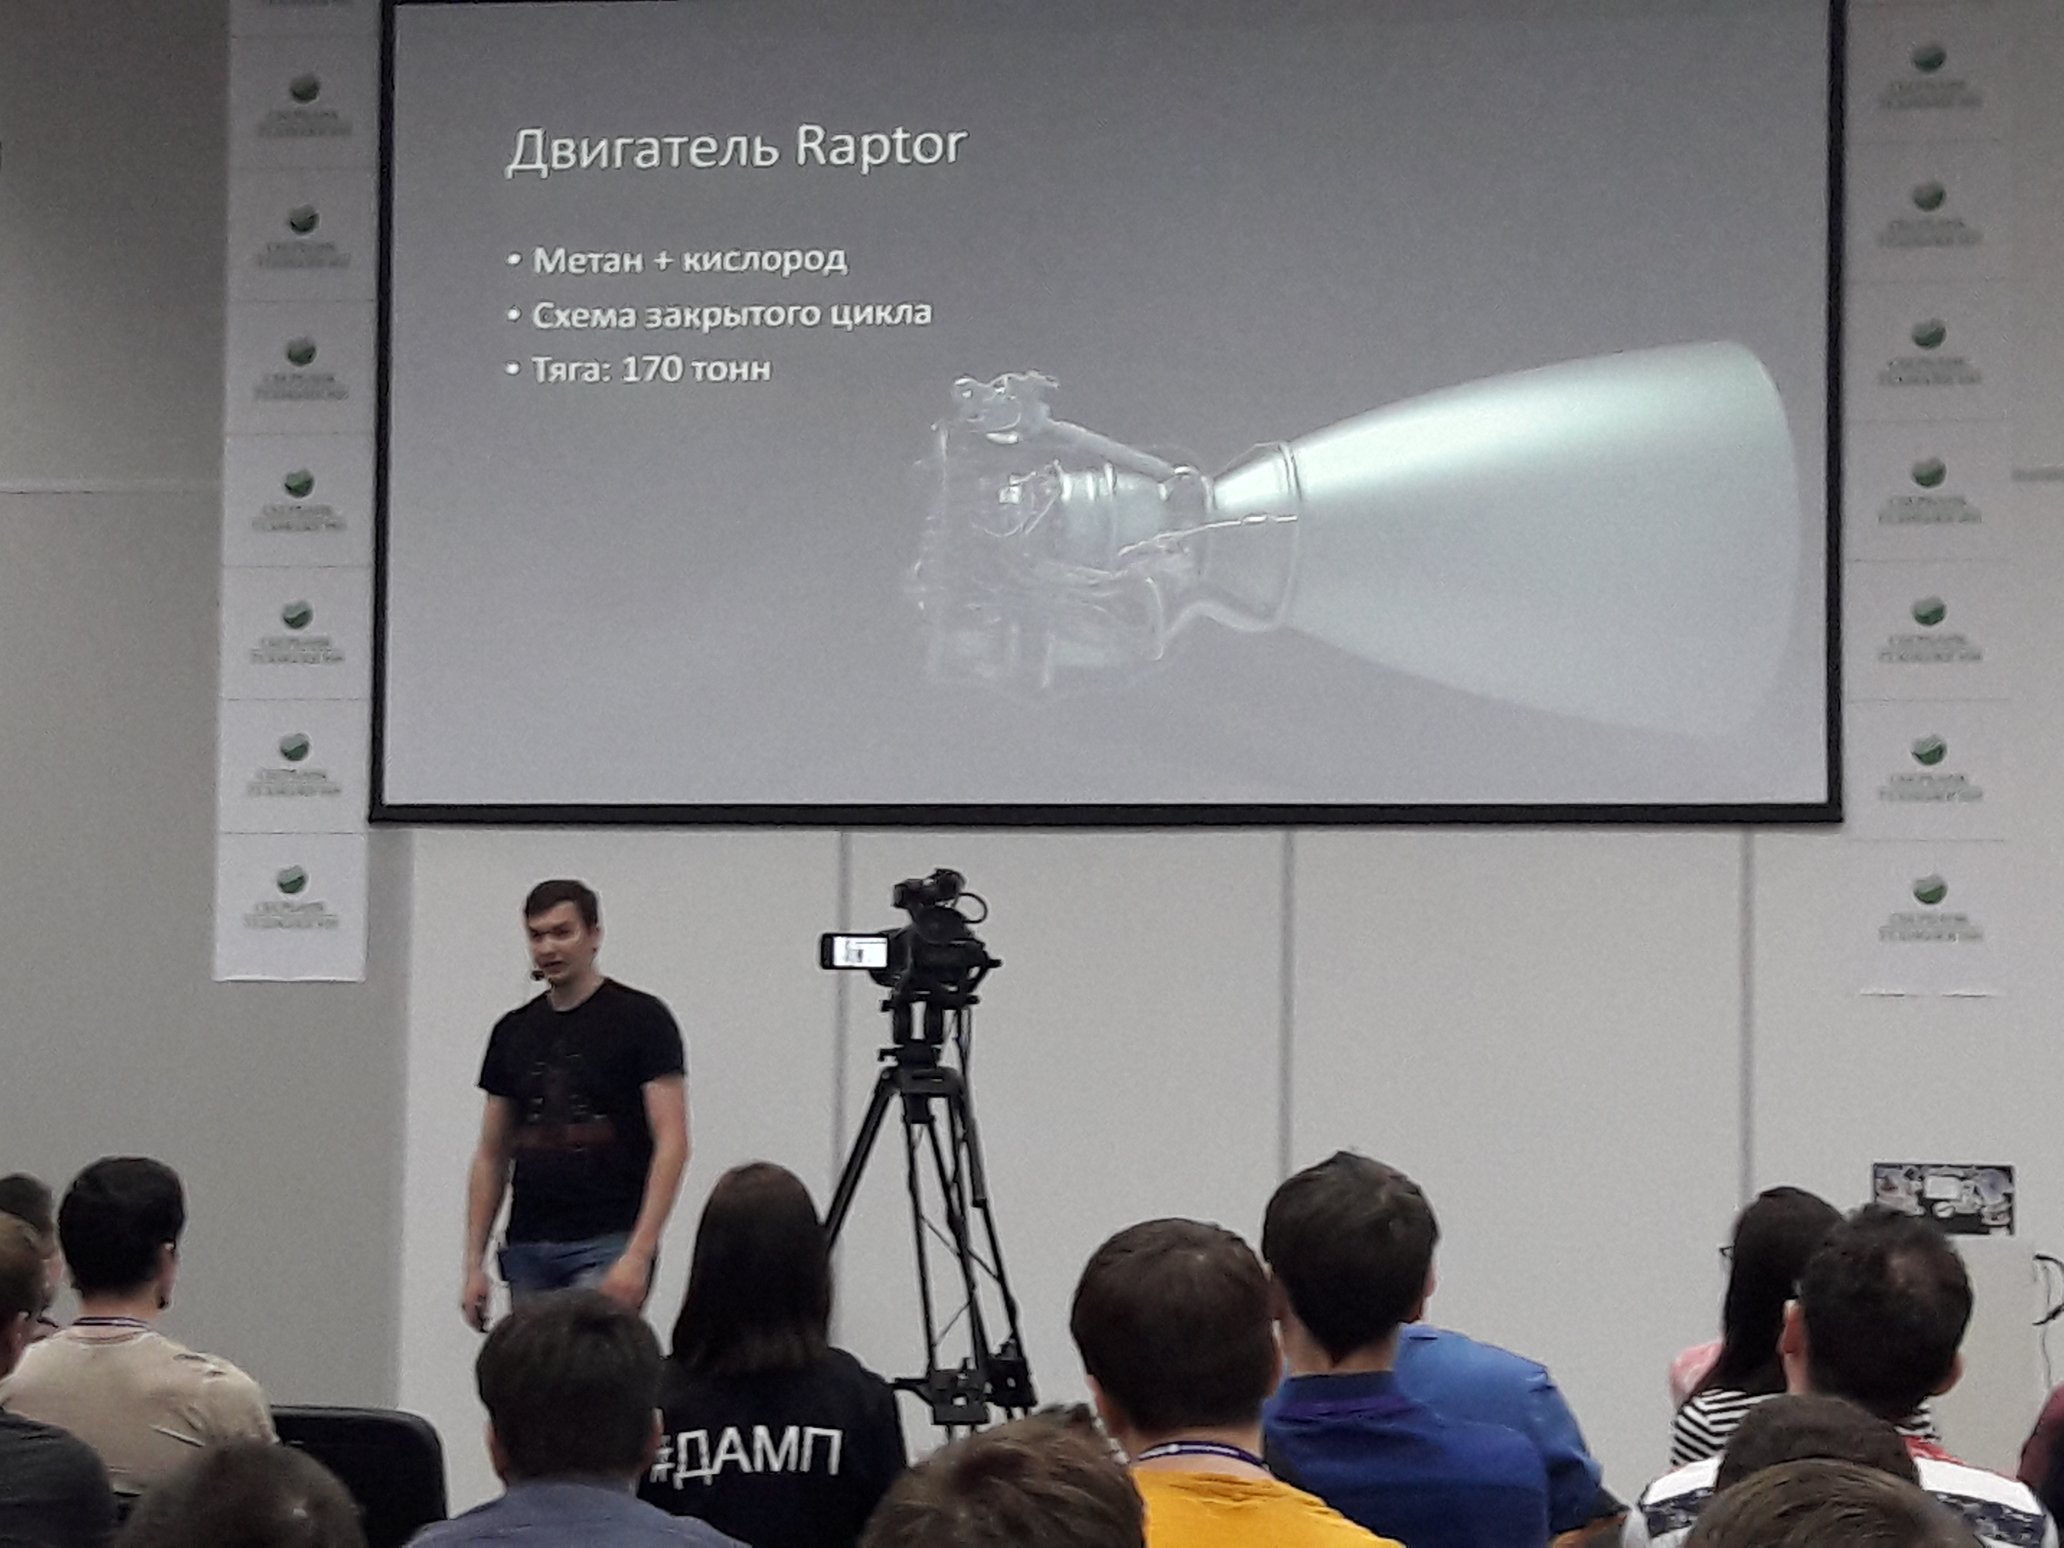 Двигатель Raptor
• Метан + кислород
• Схема закрытого цикла
• Тяга: 170 тонн
#ДАМП